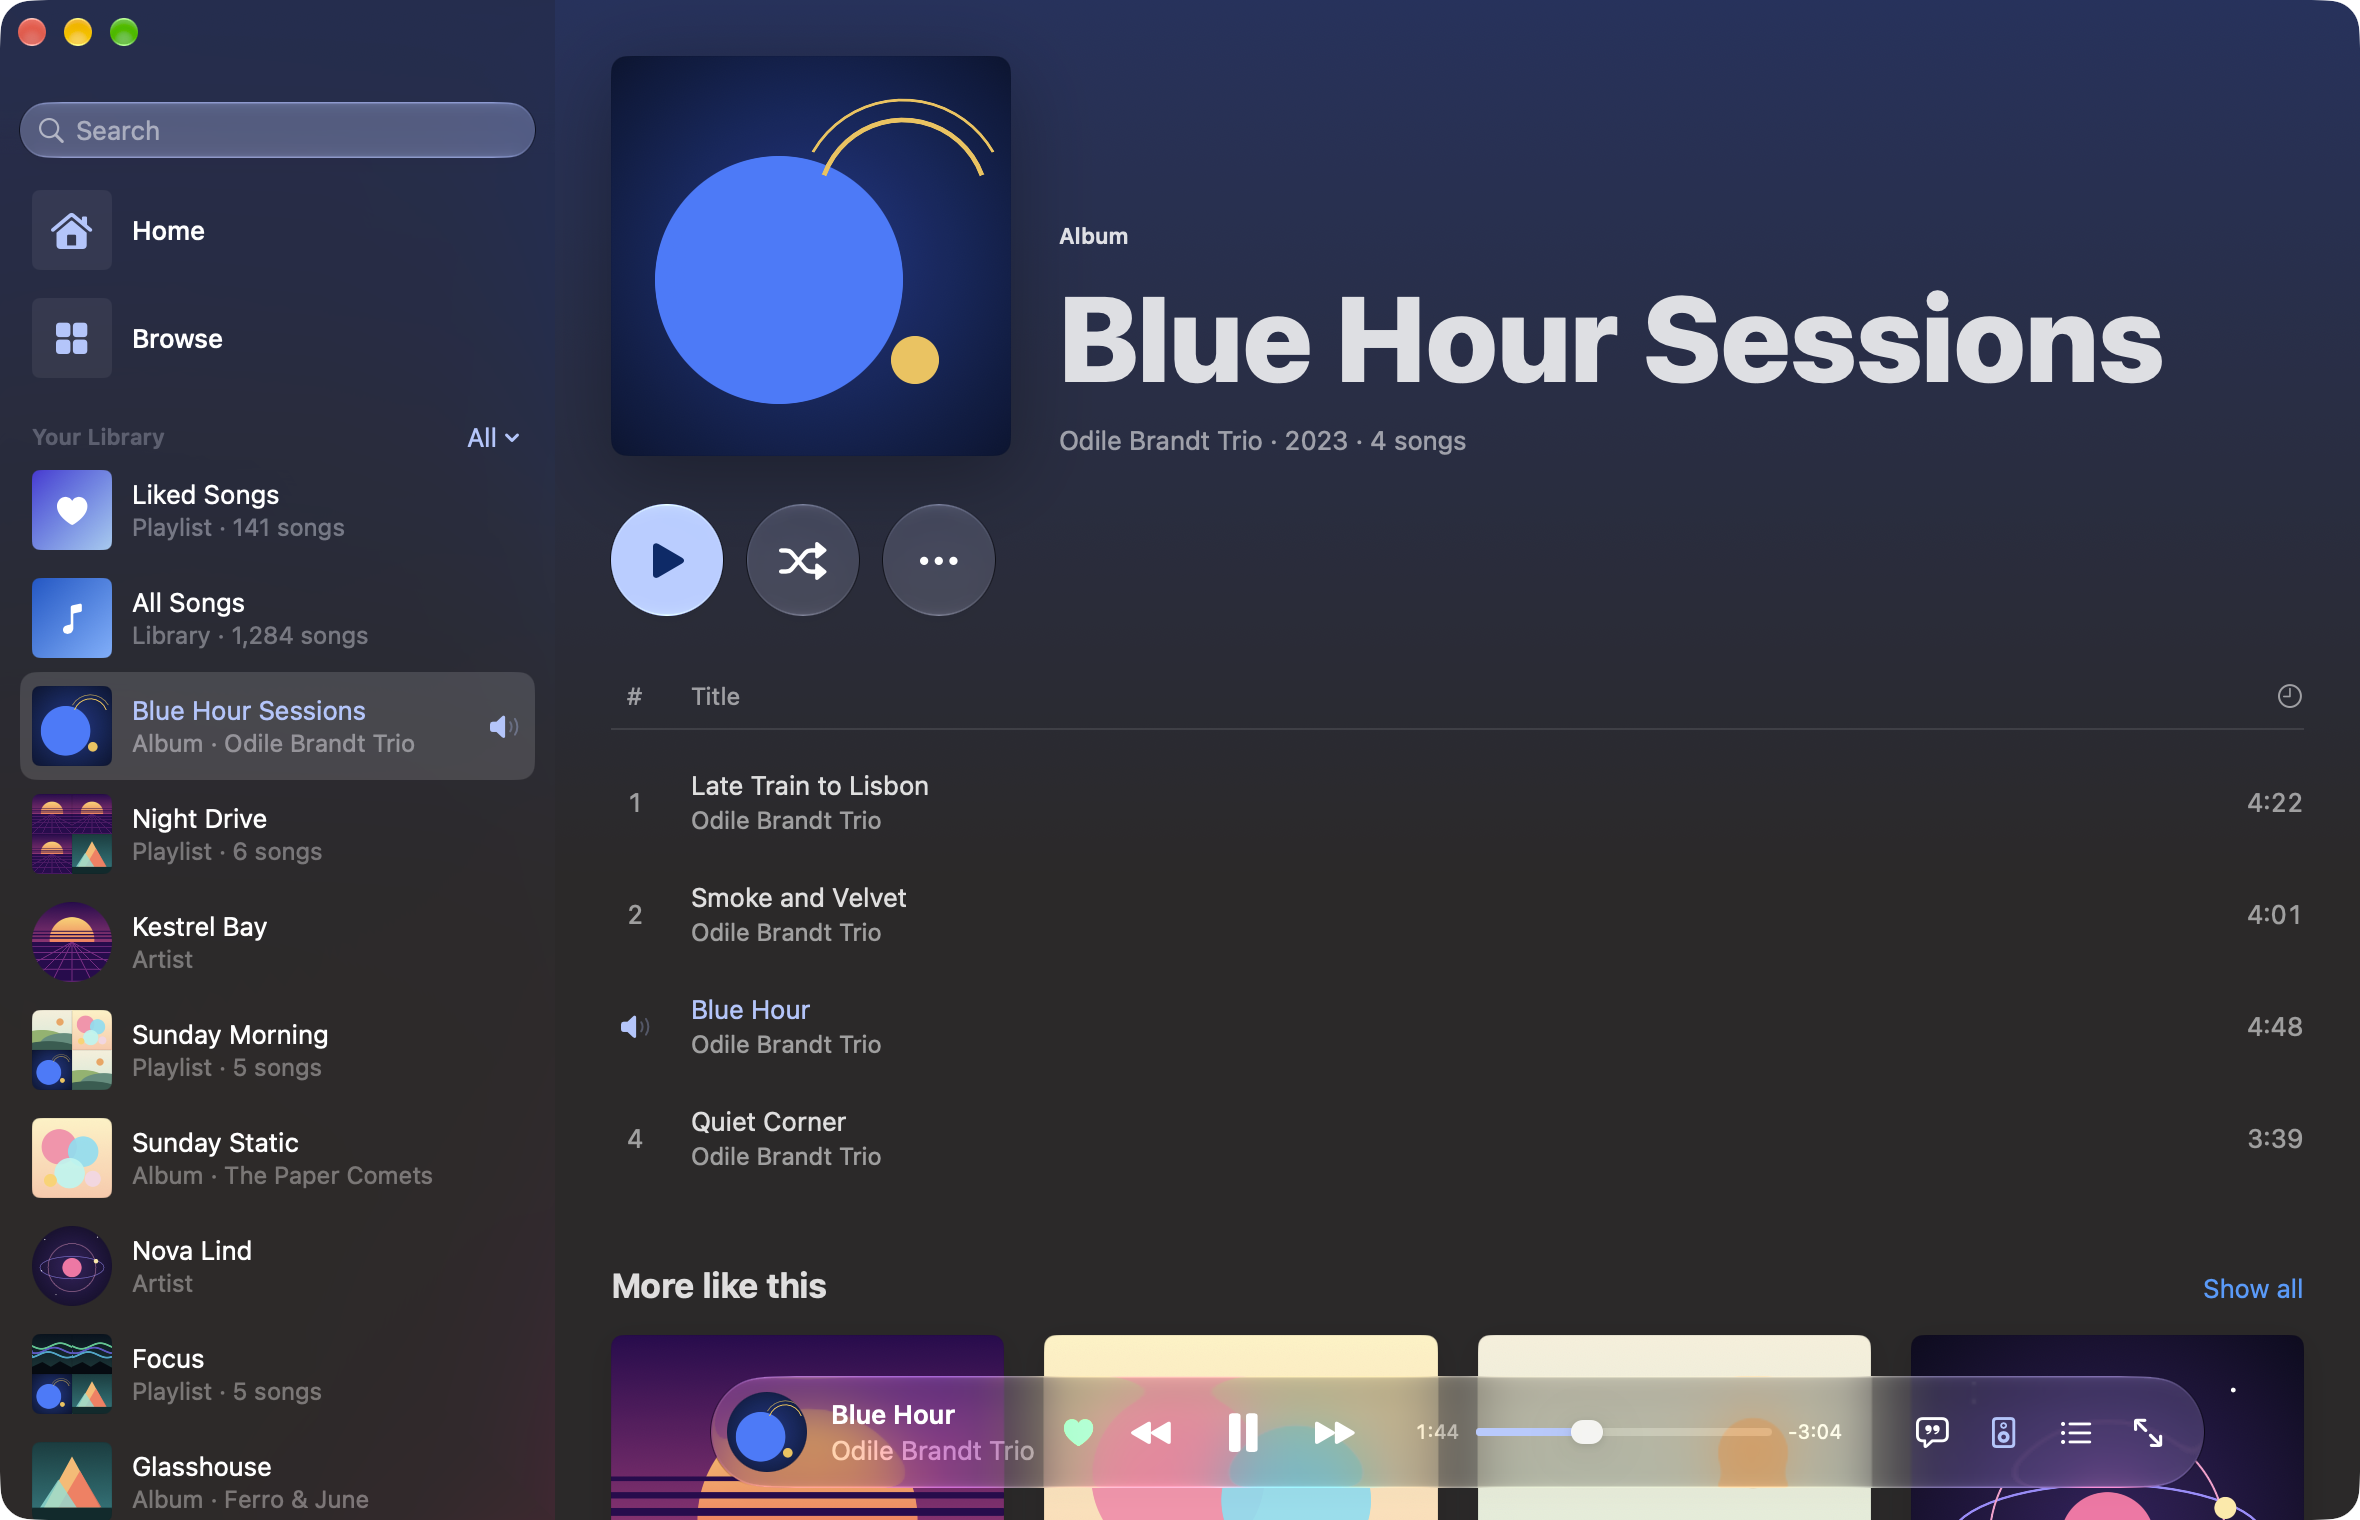 Search
Home
Browse
Your Library
All
Liked Songs
Playlist · 141 songs
All Songs
Library · 1,284 songs
Blue Hour Sessions
Album · Odile Brandt Trio
Night Drive
Playlist · 6 songs
Kestrel Bay
Artist
Sunday Morning
Playlist · 5 songs
Sunday Static
Album · The Paper Comets
Nova Lind
Artist
Focus
Playlist · 5 songs
Glasshouse
Album · Ferro & June
Album
Blue Hour Sessions
Odile Brandt Trio · 2023 · 4 songs
# Title
1 Late Train to Lisbon 4:22
Odile Brandt Trio
2 Smoke and Velvet 4:01
Odile Brandt Trio
Blue Hour 4:48
Odile Brandt Trio
4 Quiet Corner 3:39
Odile Brandt Trio
More like this
Show all
Blue Hour
Odile Brandt Trio
1:44
-3:04